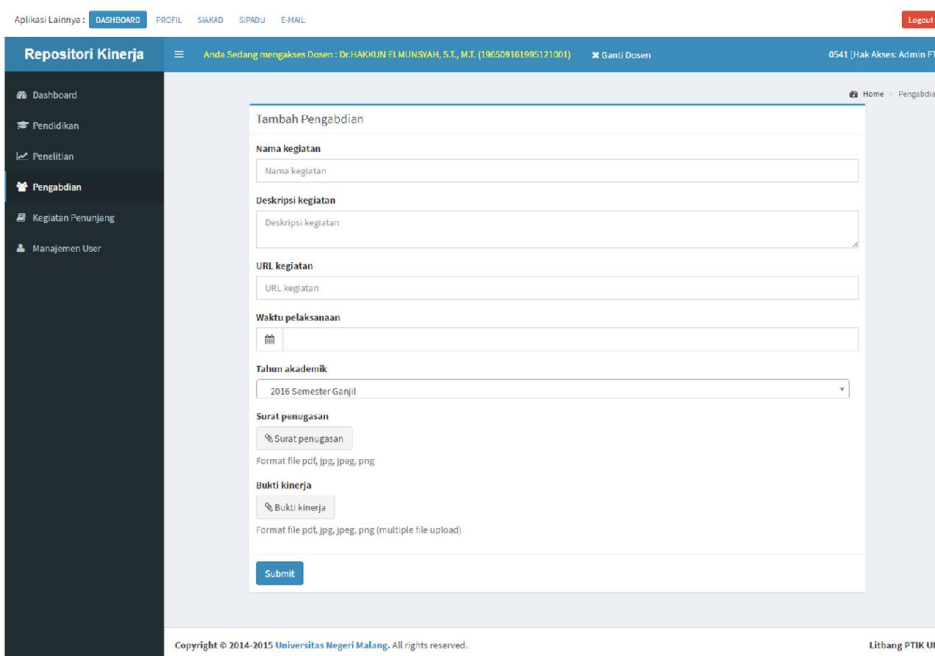 Aplikasi Lainnya : DASHBOARD PROFIL SIAKAD SIPADU E-MAIL Logout
Repositori Kinerja Anda Sedang mengakses Dosen : Dr.HAKKUN ELMUNSYAH, S.T., M.T. (196509161995121001) Ganti Dosen 0541 [Hak Akses: Admin FT
Dashboard
Pendidikan
Penelitian
Pengabdian
Kegiatan Penunjang
Manajemen User
Home > Pengabdia
Tambah Pengabdian
Nama kegiatan
Nama kegiatan
Deskripsi kegiatan
Deskripsi kegiatan
URL kegiatan
URL kegiatan
Waktu pelaksanaan
Tahun akademik
2016 Semester Ganjil
Surat penugasan
Surat penugasan
Format file pdf, jpg, jpeg, png
Bukti kinerja
Bukti kinerja
Format file pdf, jpg, jpeg, png (multiple file upload)
Submit
Copyright © 2014-2015 Universitas Negeri Malang. All rights reserved. Litbang PTIK U